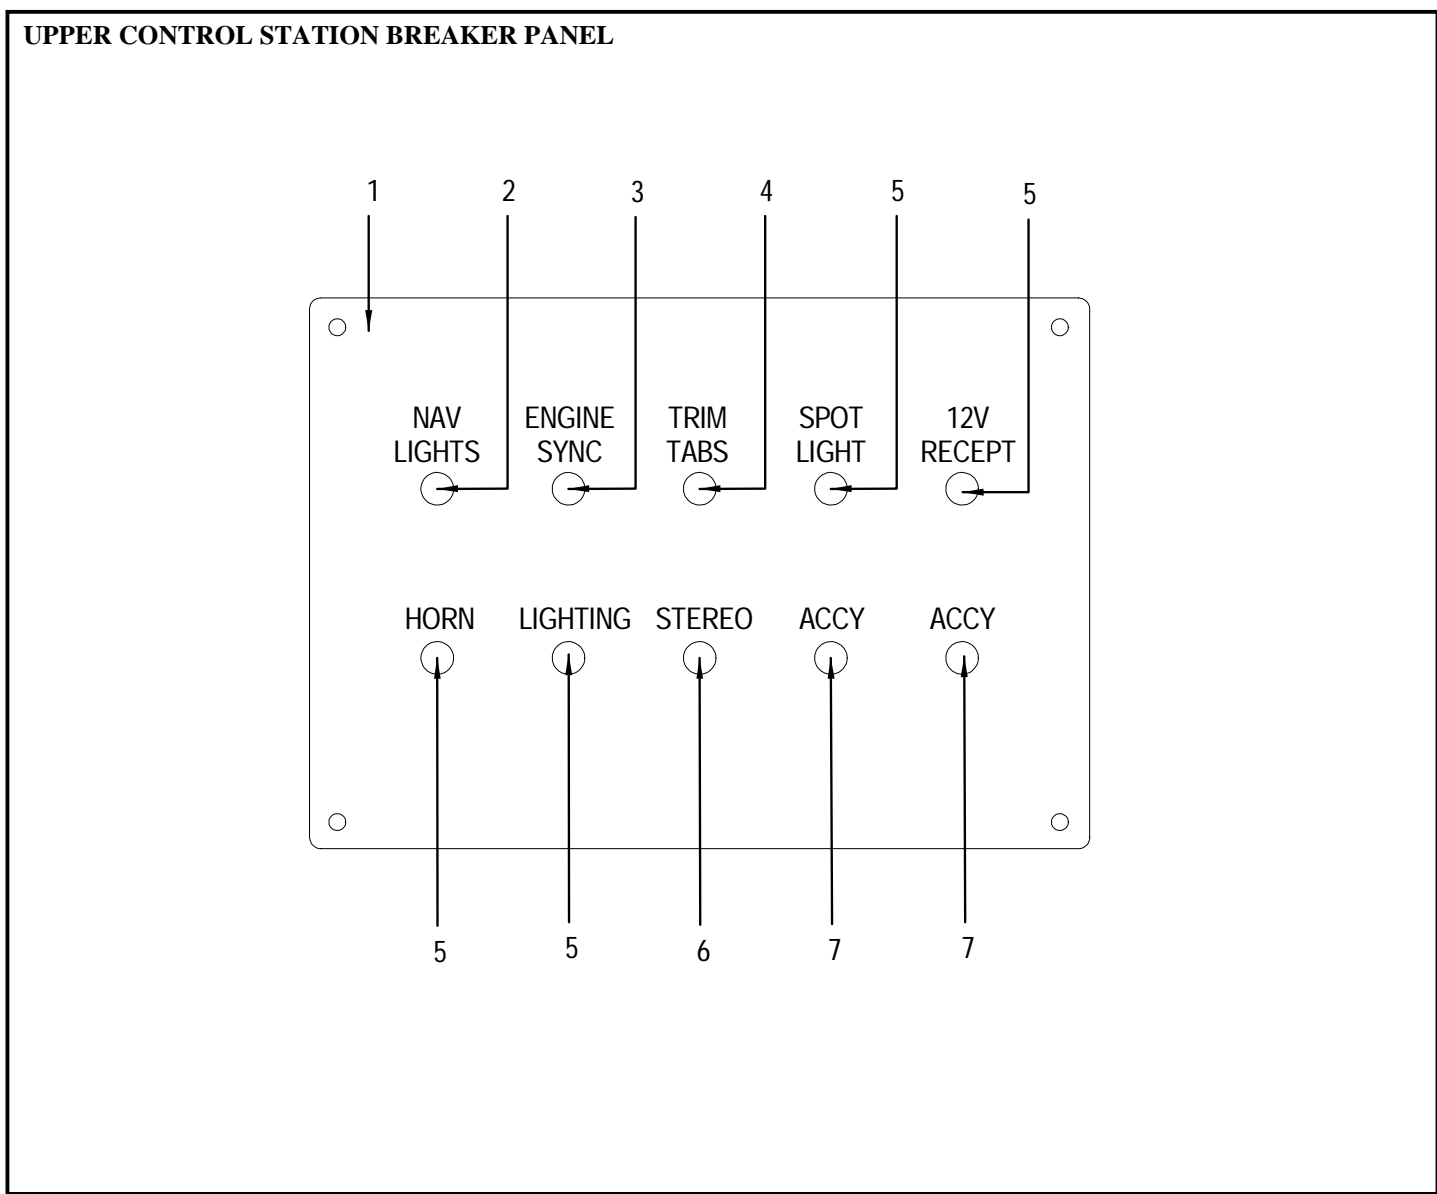 UPPER CONTROL STATION BREAKER PANEL
1 2 3 4 5 5
NAV ENGINE TRIM SPOT 12V
LIGHTS SYNC TABS LIGHT RECEPT
HORN LIGHTING STEREO ACCY ACCY
5 5 6 7 7